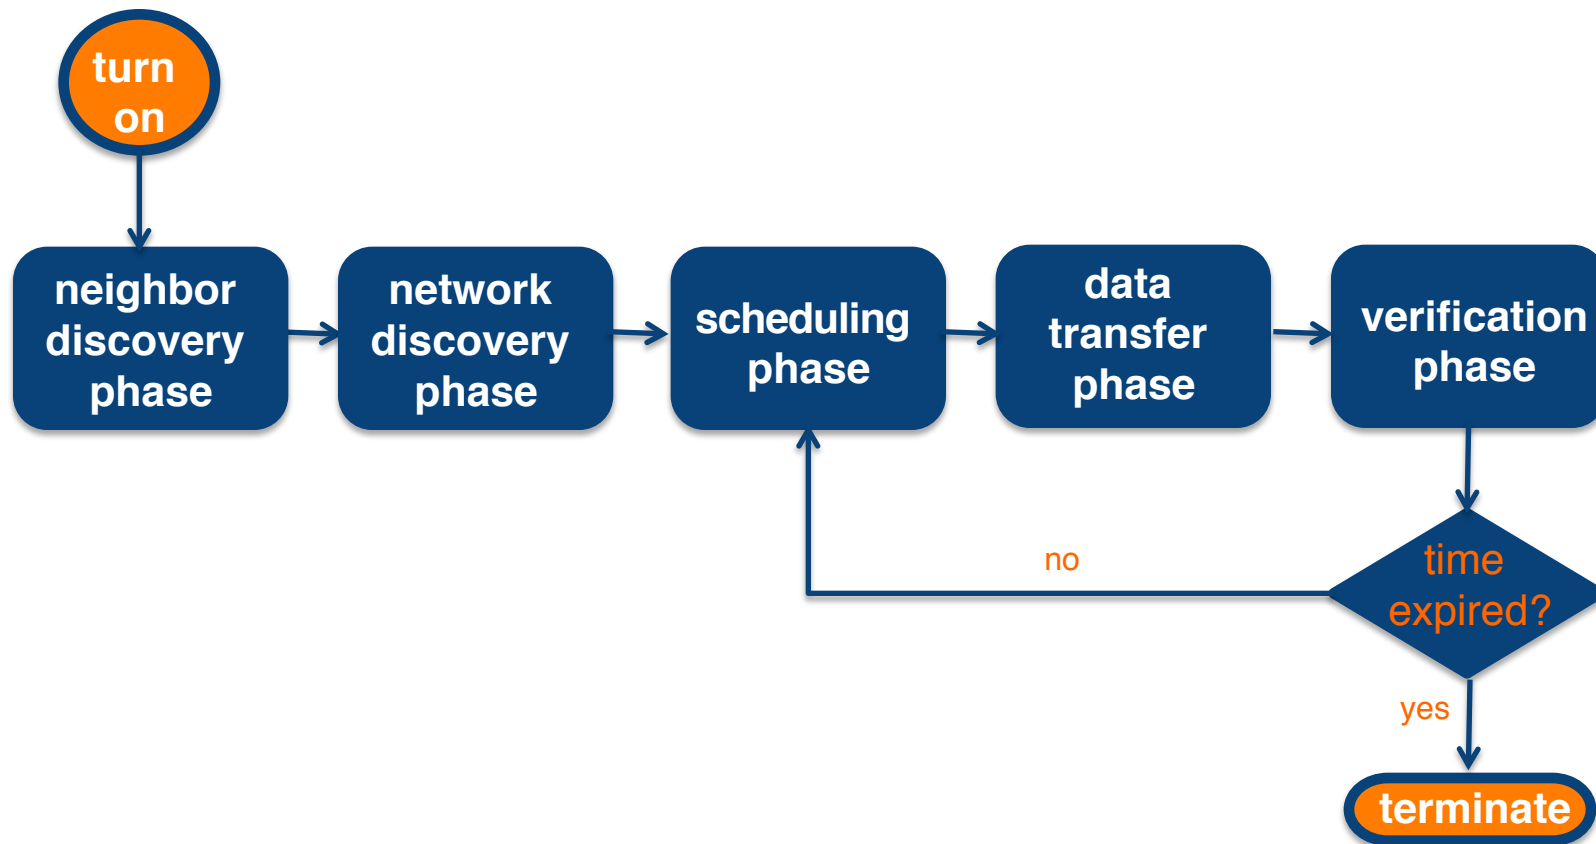 turn
on
neighbor
discovery
phase
network
discovery
phase
scheduling
phase
data
transfer
phase
verification
phase
time
expired?
no
yes
terminate